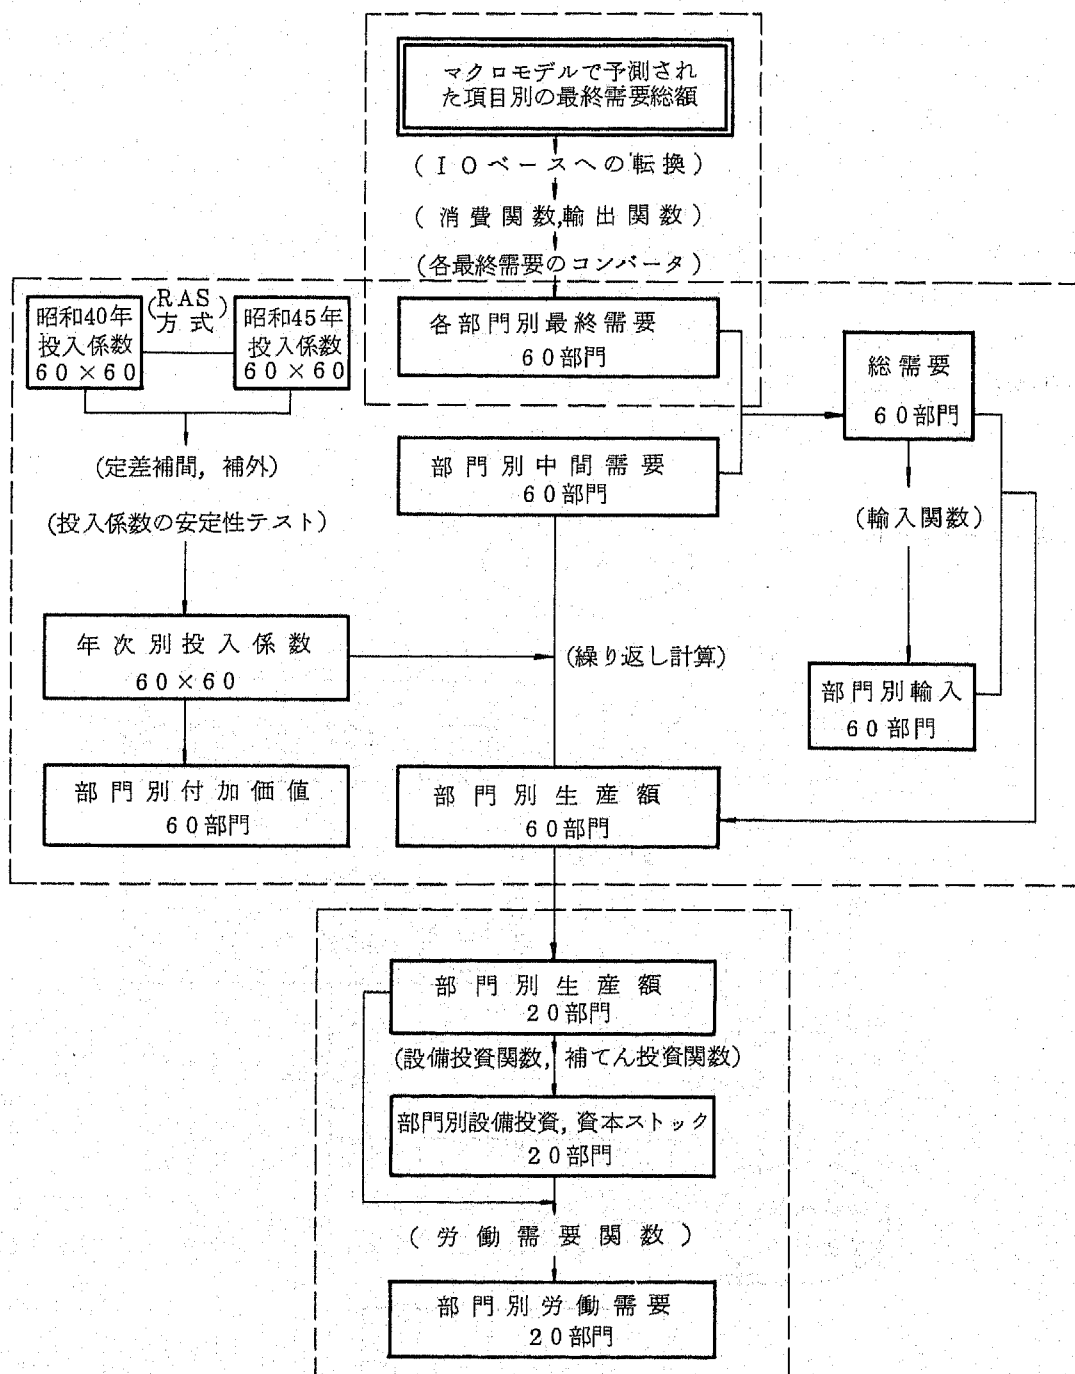 マクロモデルで予測され
た項目別の最終需要総額
(IOベースへの転換)
(消費関数,輸出関数)
(各最終需要のコンバータ)
各部門別最終需要
60部門
昭和40年
投入係数
60×60
(RAS
方式)
昭和45年
投入係数
60×60
総需要
60部門
部門別中間需要
60部門
(定差補間,補外)
(投入係数の安定性テスト)
(輸入関数)
年次別投入係数
60×60
(繰り返し計算)
部門別輸入
60部門
部門別付加価値
60部門
部門別生産額
60部門
部門別生産額
20部門
(設備投資関数,補てん投資関数)
部門別設備投資,資本ストック
20部門
(労働需要関数)
部門別労働需要
20部門